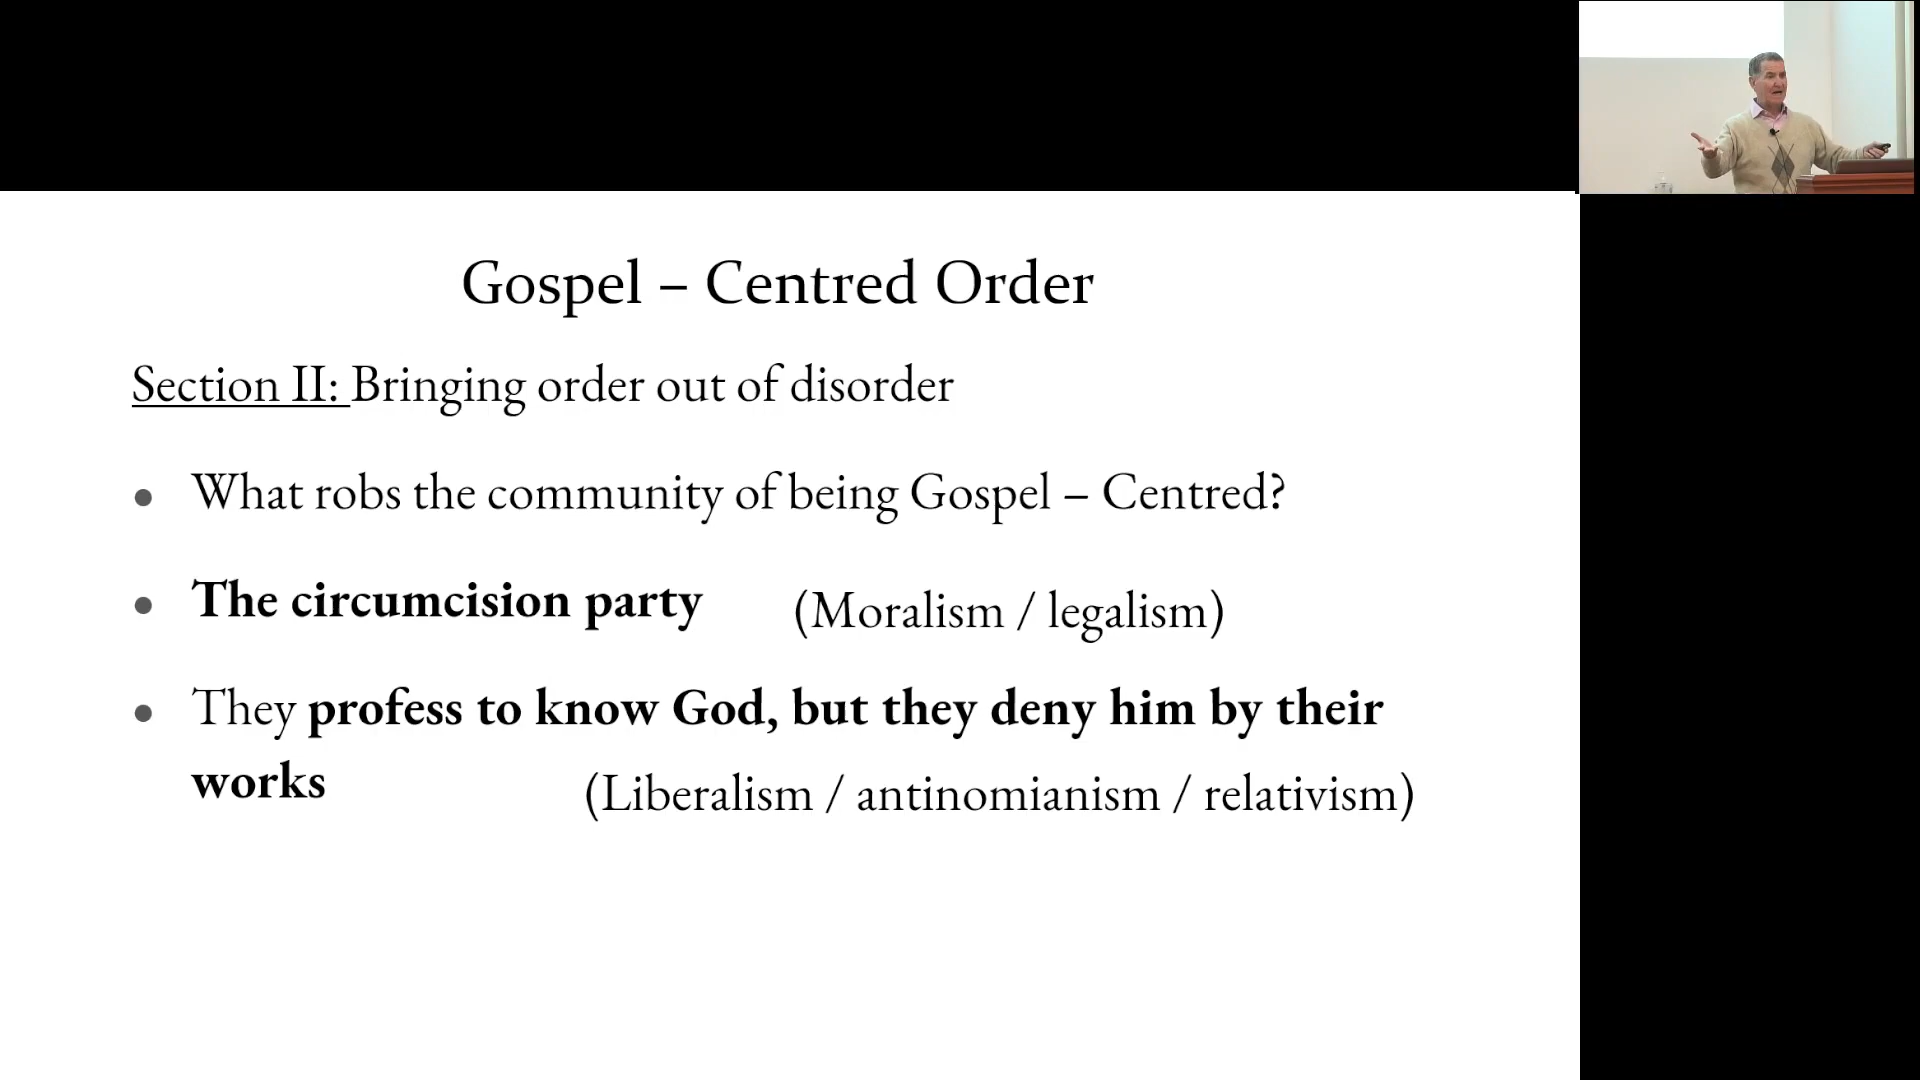 Gospel – Centred Order
Section II: Bringing order out of disorder
What robs the community of being Gospel – Centred?
The circumcision party (Moralism / legalism)
They profess to know God, but they deny him by their
works (Liberalism / antinomianism / relativism)